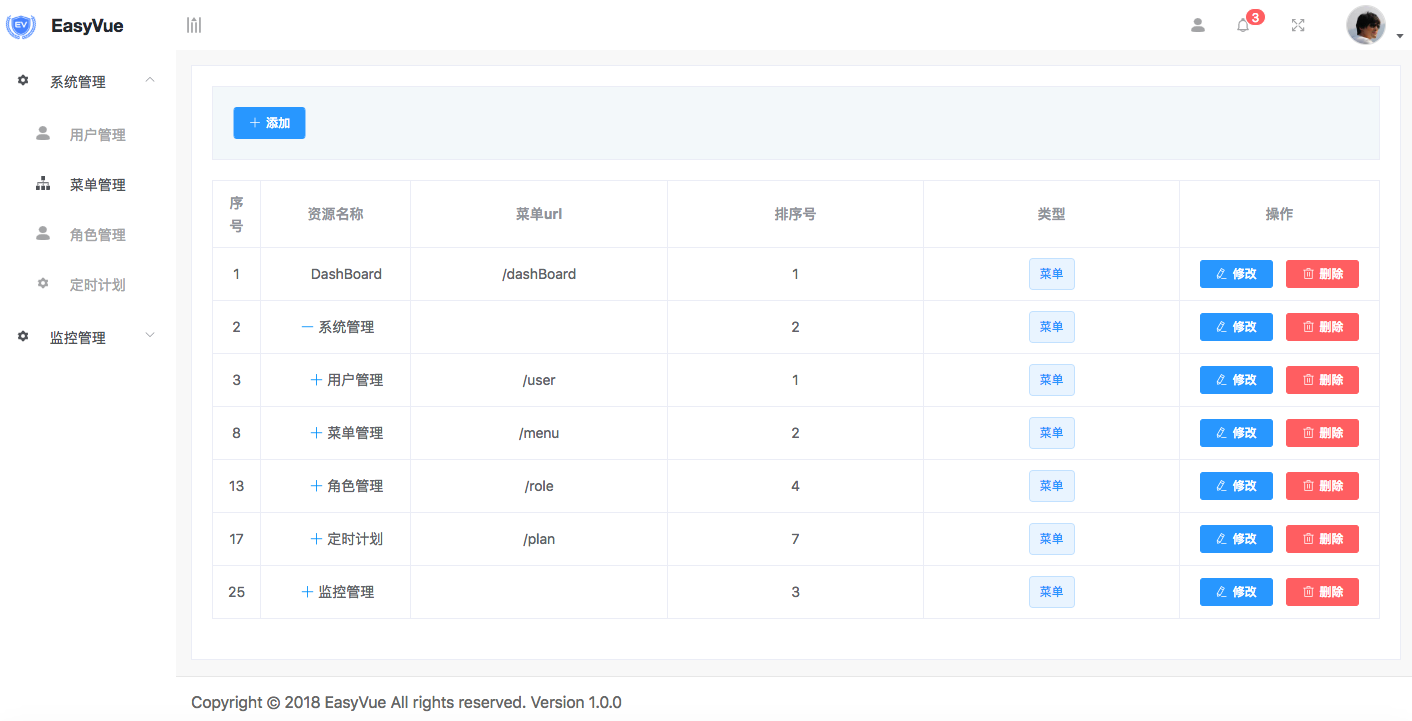 EasyVue
3
系统管理
用户管理
菜单管理
角色管理
定时计划
监控管理
添加
序号 资源名称 菜单url 排序号 类型 操作
1 DashBoard /dashBoard 1 菜单 修改 删除
2 系统管理 2 菜单 修改 删除
3 用户管理 /user 1 菜单 修改 删除
8 菜单管理 /menu 2 菜单 修改 删除
13 角色管理 /role 4 菜单 修改 删除
17 定时计划 /plan 7 菜单 修改 删除
25 监控管理 3 菜单 修改 删除
Copyright © 2018 EasyVue All rights reserved. Version 1.0.0